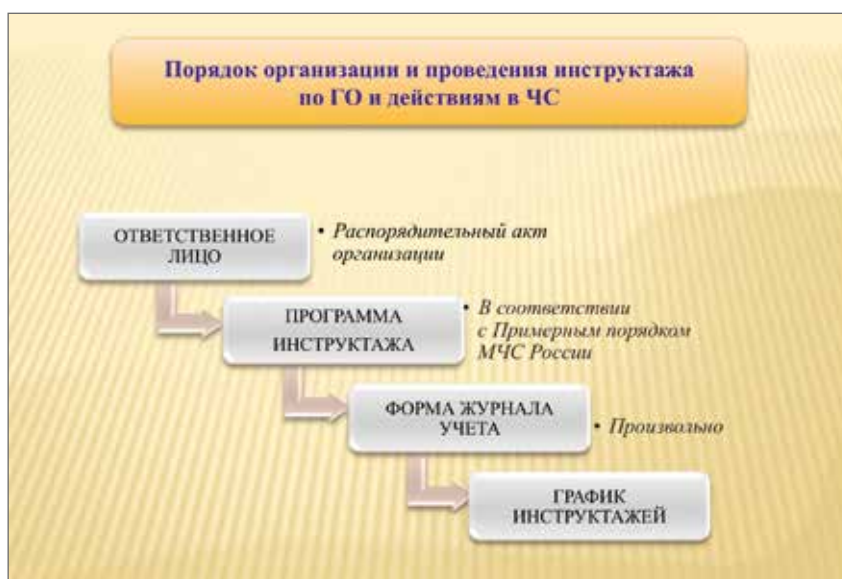 Порядок организации и проведения инструктажа
по ГО и действиям в ЧС
ОТВЕТСТВЕННОЕ
ЛИЦО
• Распорядительный акт
организации
ПРОГРАММА
ИНСТРУКТАЖА
• В соответствии
с Примерным порядком
МЧС России
ФОРМА ЖУРНАЛА
УЧЕТА
• Произвольно
ГРАФИК
ИНСТРУКТАЖЕЙ